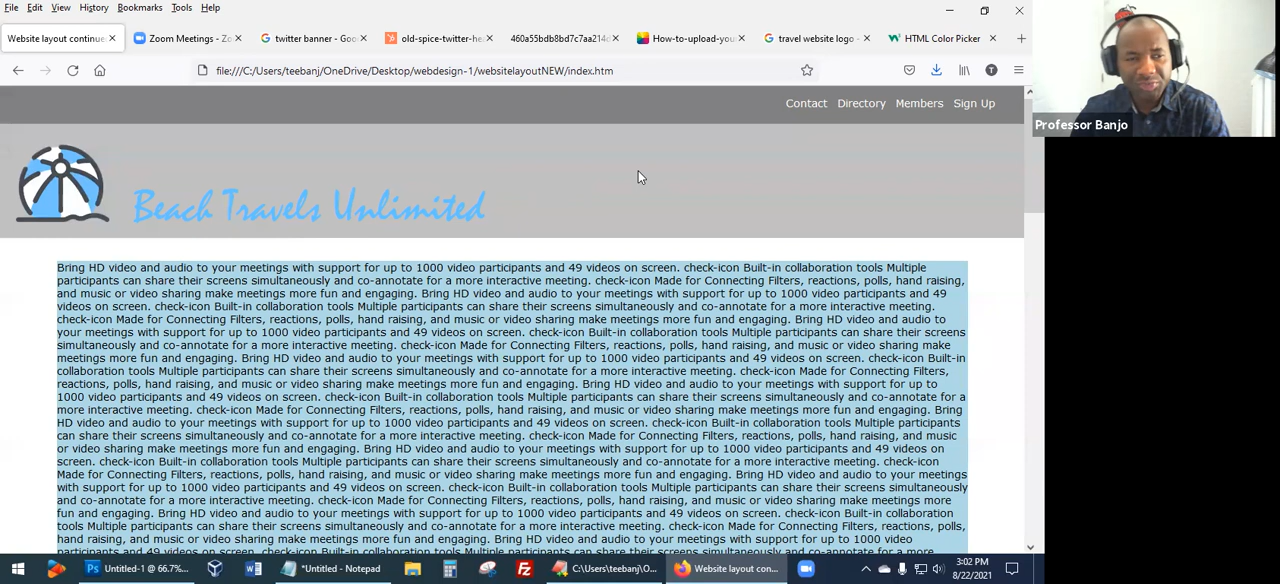 File Edit View History Bookmarks Tools Help
Website layout continue
Zoom Meetings - Zo
twitter banner - Goo
old-spice-twitter-he
460a55bdb8bd7c7aa214c
How-to-upload-you
travel website logo -
HTML Color Picker
file:///C:/Users/teebanj/OneDrive/Desktop/webdesign-1/websitelayoutNEW/index.htm
T
Contact Directory Members Sign Up
Professor Banjo
Beach Travels Unlimited
Bring HD video and audio to your meetings with support for up to 1000 video participants and 49 videos on screen. check-icon Built-in collaboration tools Multiple
participants can share their screens simultaneously and co-annotate for a more interactive meeting. check-icon Made for Connecting Filters, reactions, polls, hand raising,
and music or video sharing make meetings more fun and engaging. Bring HD video and audio to your meetings with support for up to 1000 video participants and 49
videos on screen. check-icon Built-in collaboration tools Multiple participants can share their screens simultaneously and co-annotate for a more interactive meeting.
check-icon Made for Connecting Filters, reactions, polls, hand raising, and music or video sharing make meetings more fun and engaging. Bring HD video and audio to
your meetings with support for up to 1000 video participants and 49 videos on screen. check-icon Built-in collaboration tools Multiple participants can share their screens
simultaneously and co-annotate for a more interactive meeting. check-icon Made for Connecting Filters, reactions, polls, hand raising, and music or video sharing make
meetings more fun and engaging. Bring HD video and audio to your meetings with support for up to 1000 video participants and 49 videos on screen. check-icon Built-in
collaboration tools Multiple participants can share their screens simultaneously and co-annotate for a more interactive meeting. check-icon Made for Connecting Filters,
reactions, polls, hand raising, and music or video sharing make meetings more fun and engaging. Bring HD video and audio to your meetings with support for up to
1000 video participants and 49 videos on screen. check-icon Built-in collaboration tools Multiple participants can share their screens simultaneously and co-annotate for a
more interactive meeting. check-icon Made for Connecting Filters, reactions, polls, hand raising, and music or video sharing make meetings more fun and engaging. Bring
HD video and audio to your meetings with support for up to 1000 video participants and 49 videos on screen. check-icon Built-in collaboration tools Multiple participants
can share their screens simultaneously and co-annotate for a more interactive meeting. check-icon Made for Connecting Filters, reactions, polls, hand raising, and music
or video sharing make meetings more fun and engaging. Bring HD video and audio to your meetings with support for up to 1000 video participants and 49 videos on
screen. check-icon Built-in collaboration tools Multiple participants can share their screens simultaneously and co-annotate for a more interactive meeting. check-icon
Made for Connecting Filters, reactions, polls, hand raising, and music or video sharing make meetings more fun and engaging. Bring HD video and audio to your meetings
with support for up to 1000 video participants and 49 videos on screen. check-icon Built-in collaboration tools Multiple participants can share their screens simultaneously
and co-annotate for a more interactive meeting. check-icon Made for Connecting Filters, reactions, polls, hand raising, and music or video sharing make meetings more
fun and engaging. Bring HD video and audio to your meetings with support for up to 1000 video participants and 49 videos on screen. check-icon Built-in collaboration
tools Multiple participants can share their screens simultaneously and co-annotate for a more interactive meeting. check-icon Made for Connecting Filters, reactions, polls,
hand raising, and music or video sharing make meetings more fun and engaging. Bring HD video and audio to your meetings with support for up to 1000 video
participants and 49 videos on screen. check-icon Built-in collaboration tools Multiple participants can share their screens simultaneously and co-annotate for a more
Untitled-1 @ 66.7%...
*Untitled - Notepad
C:\Users\teebanj\O...
Website layout con...
3:02 PM
8/22/2021